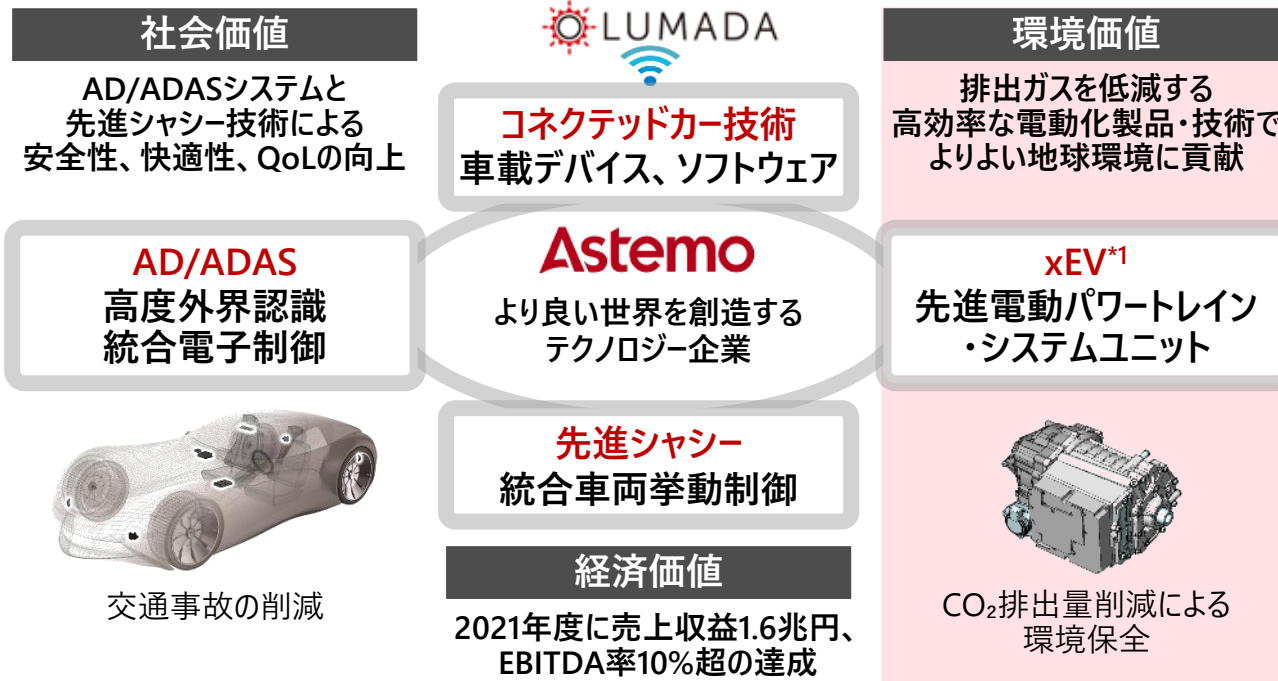 社会価値
AD/ADASシステムと
先進シャシー技術による
安全性、快適性、QoLの向上
LUMADA
コネクテッドカー技術
車載デバイス、ソフトウェア
環境価値
排出ガスを低減する
高効率な電動化製品・技術で
よりよい地球環境に貢献
AD/ADAS
高度外界認識
統合電子制御
Astemo
より良い世界を創造する
テクノロジー企業
xEV*1
先進電動パワートレイン
・システムユニット
先進シャシー
統合車両挙動制御
交通事故の削減
経済価値
2021年度に売上収益1.6兆円、
EBITDA率10%超の達成
CO₂排出量削減による
環境保全